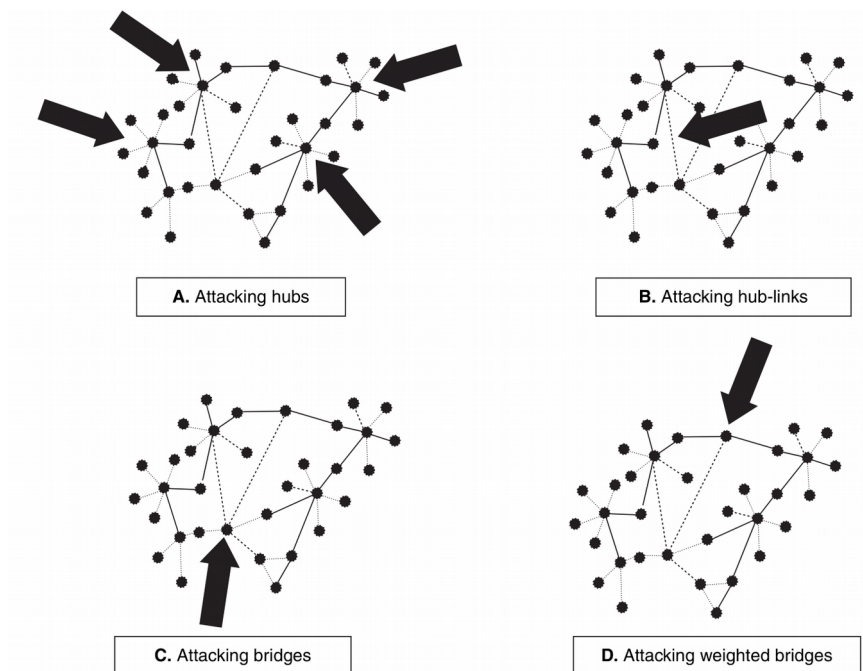 A. Attacking hubs
B. Attacking hub-links
C. Attacking bridges
D. Attacking weighted bridges